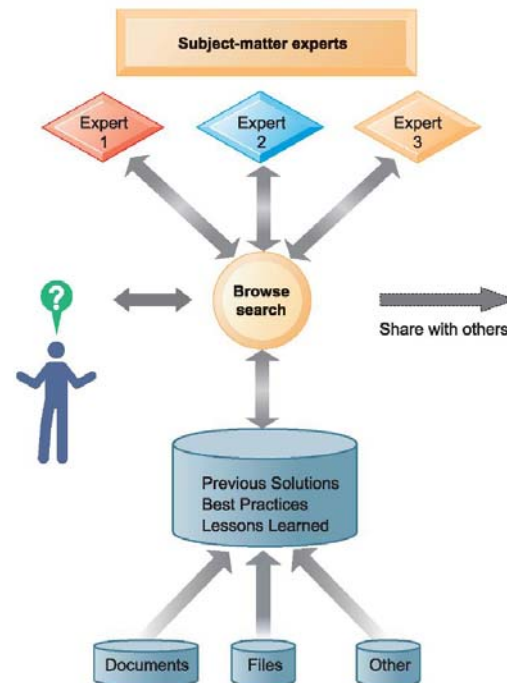 Subject-matter experts
Expert
1
Expert
2
Expert
3
?
Browse
search
Share with others
Previous Solutions
Best Practices
Lessons Learned
Documents
Files
Other